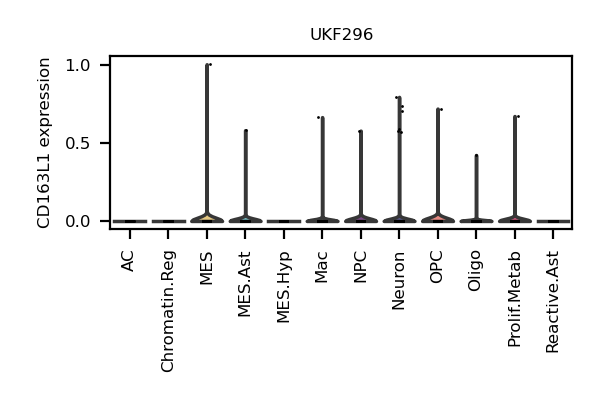 UKF296
CD163L1 expression
1.0
0.5
0.0
AC
Chromatin.Reg
MES
MES.Ast
MES.Hyp
Mac
NPC
Neuron
OPC
Oligo
Prolif.Metab
Reactive.Ast